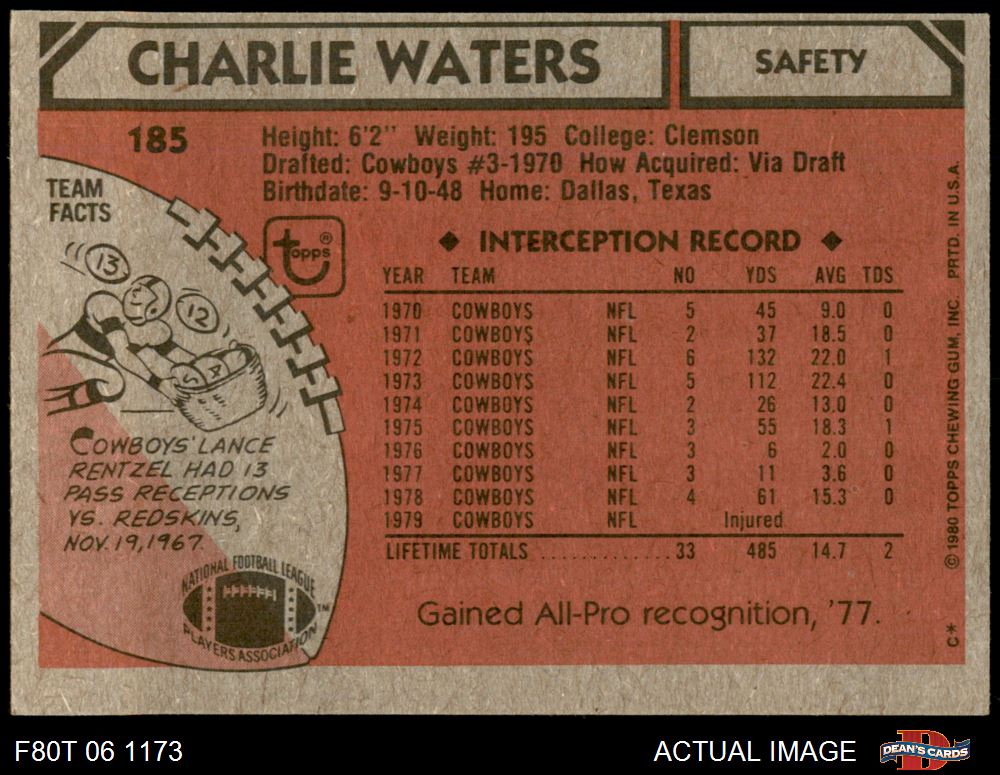 CHARLIE WATERS
SAFETY
185
Height: 6'2" Weight: 195 College: Clemson
Drafted: Cowboys #3-1970 How Acquired: Via Draft
Birthdate: 9-10-48 Home: Dallas, Texas
TEAM
FACTS
13
12
5 4
COWBOYS' LANCE
RENTZEL HAD 13
PASS RECEPTIONS
VS. REDSKINS,
NOV. 19, 1967.
NATIONAL FOOTBALL LEAGUE
PLAYERS ASSOCIATION
TM
topps ®
◆ INTERCEPTION RECORD ◆
YEAR TEAM NO YDS AVG TDS
1970 COWBOYS NFL 5 45 9.0 0
1971 COWBOYS NFL 2 37 18.5 0
1972 COWBOYS NFL 6 132 22.0 1
1973 COWBOYS NFL 5 112 22.4 0
1974 COWBOYS NFL 2 26 13.0 0
1975 COWBOYS NFL 3 55 18.3 1
1976 COWBOYS NFL 3 6 2.0 0
1977 COWBOYS NFL 3 11 3.6 0
1978 COWBOYS NFL 4 61 15.3 0
1979 COWBOYS NFL Injured
LIFETIME TOTALS ............ 33 485 14.7 2
Gained All-Pro recognition, '77.
C* © 1980 TOPPS CHEWING GUM, INC. PRTD. IN U.S.A.
F80T 06 1173
ACTUAL IMAGE
D
DEAN'S CARDS